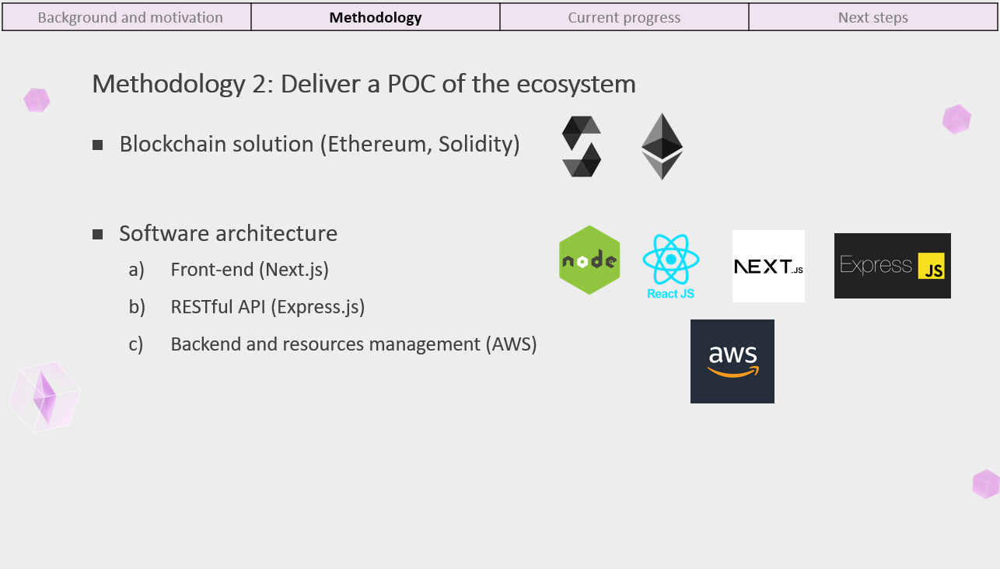 Background and motivation
Methodology
Current progress
Next steps
Methodology 2: Deliver a POC of the ecosystem
■ Blockchain solution (Ethereum, Solidity)
■ Software architecture
a) Front-end (Next.js)
b) RESTful API (Express.js)
c) Backend and resources management (AWS)
node
React JS
NEXT.JS
Express JS
aws